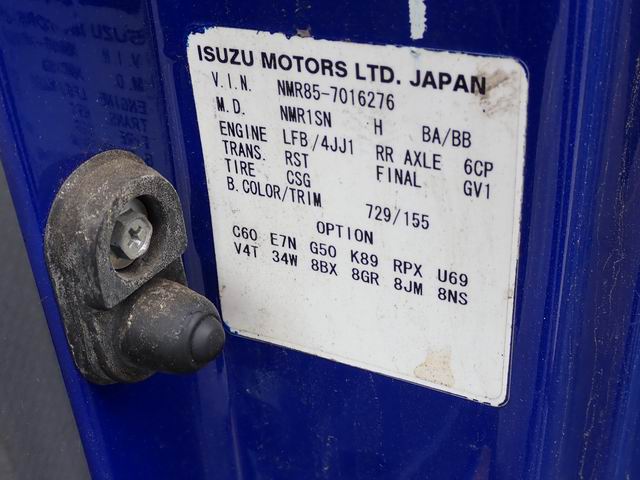 ISUZU MOTORS LTD. JAPAN
V.I.N. NMR85-7016276
M.D. NMR1SN H BA/BB
ENGINE LFB/4JJ1 RR AXLE 6CP
TRANS. RST FINAL GV1
TIRE CSG
B.COLOR/TRIM 729/155
OPTION
C60 E7N G50 K89 RPX U69
V4T 34W 8BX 8GR 8JM 8NS